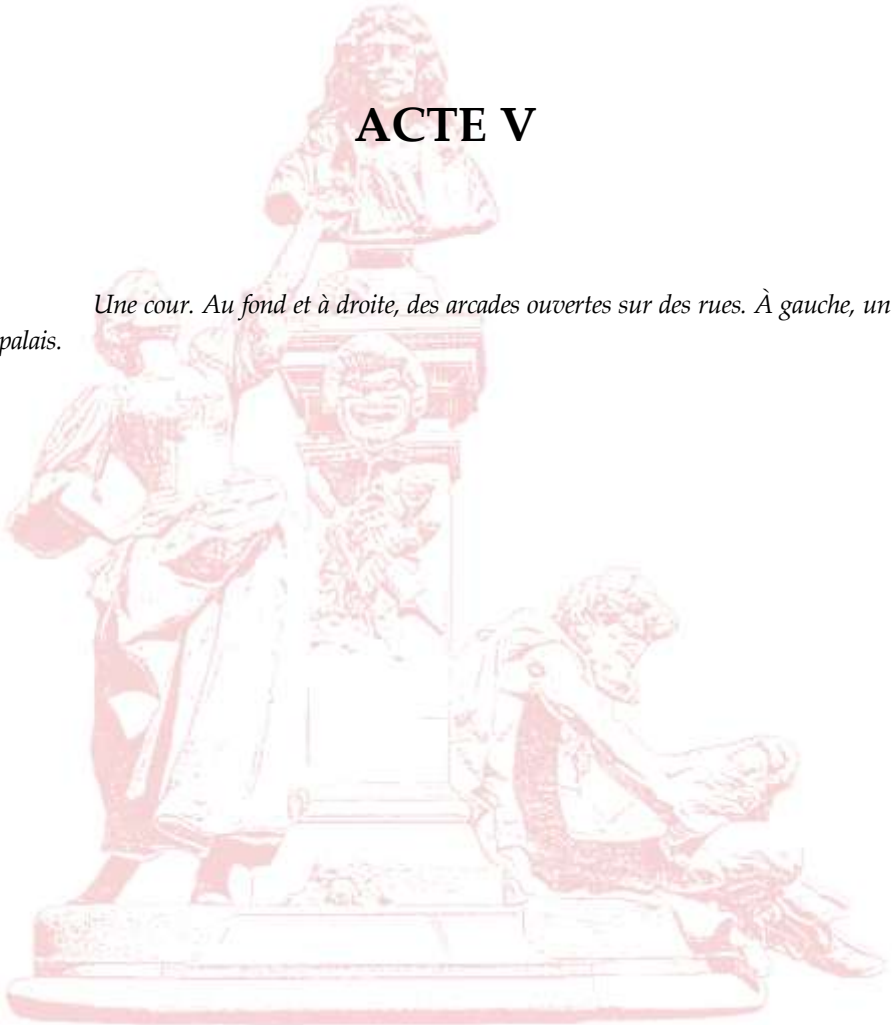 ACTE V
Une cour. Au fond et à droite, des arcades ouvertes sur des rues. À gauche, un
palais.